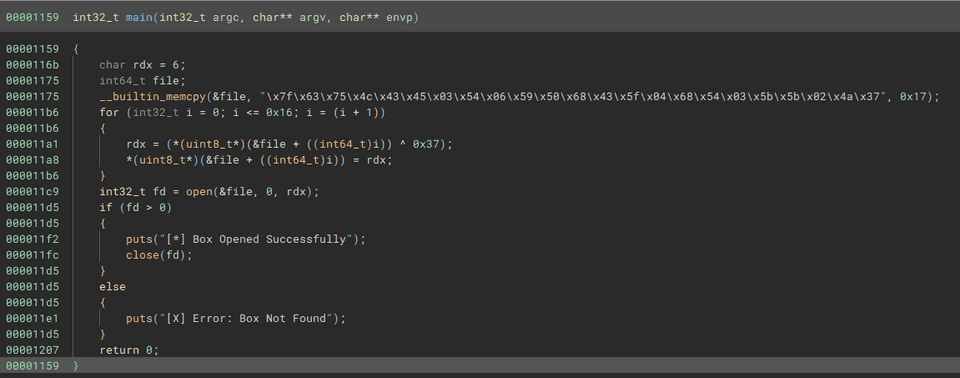 00001159 int32_t main(int32_t argc, char** argv, char** envp)
00001159 {
0000116b char rdx = 6;
00001175 int64_t file;
00001175 __builtin_memcpy(&file, "\x7f\x63\x75\x4c\x43\x45\x03\x54\x06\x59\x50\x68\x43\x5f\x04\x68\x54\x03\x5b\x5b\x02\x4a\x37", 0x17);
000011b6 for (int32_t i = 0; i <= 0x16; i = (i + 1))
000011b6 {
000011a1 rdx = (*(uint8_t*)(&file + ((int64_t)i)) ^ 0x37);
000011a8 *(uint8_t*)(&file + ((int64_t)i)) = rdx;
000011b6 }
000011c9 int32_t fd = open(&file, 0, rdx);
000011d5 if (fd > 0)
000011d5 {
000011f2 puts("[*] Box Opened Successfully");
000011fc close(fd);
000011d5 }
000011d5 else
000011d5 {
000011e1 puts("[X] Error: Box Not Found");
000011d5 }
00001207 return 0;
00001159 }